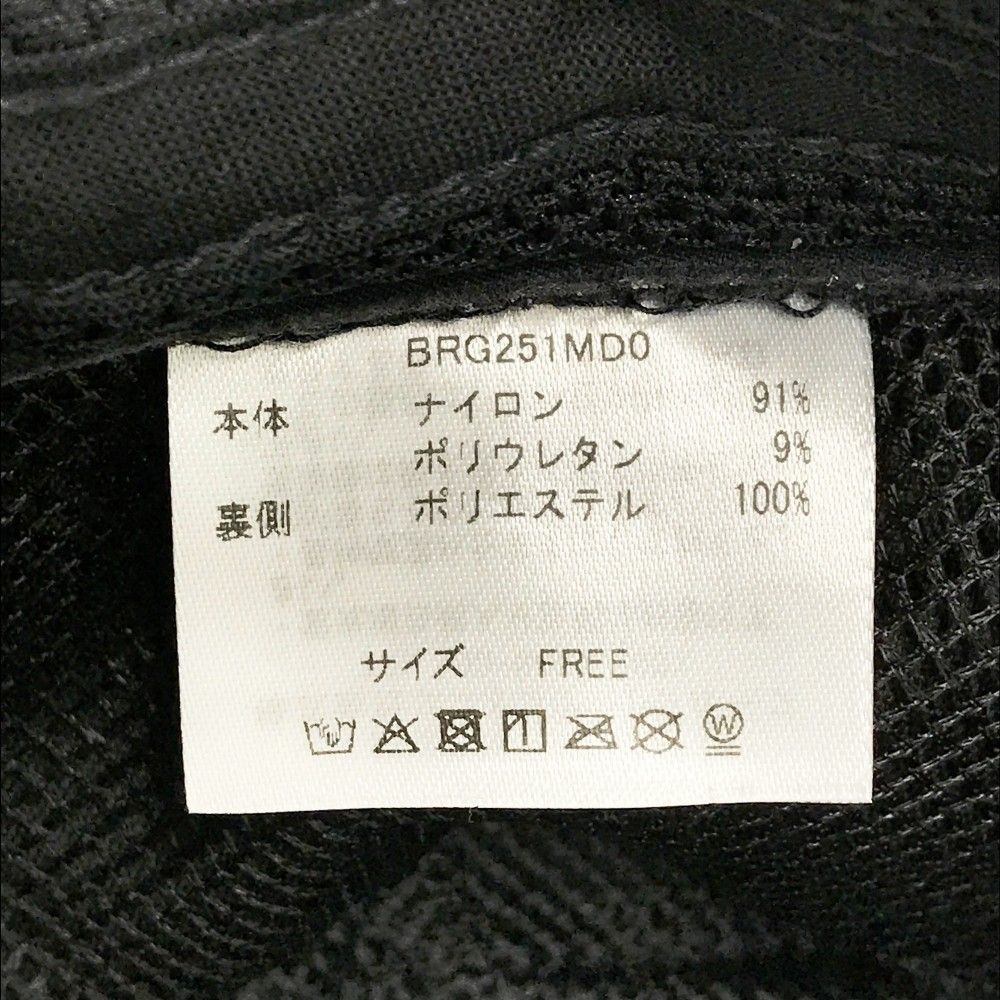 BRG251MD0
本体 ナイロン 91%
ポリウレタン 9%
裏側 ポリエステル 100%
サイズ FREE
W